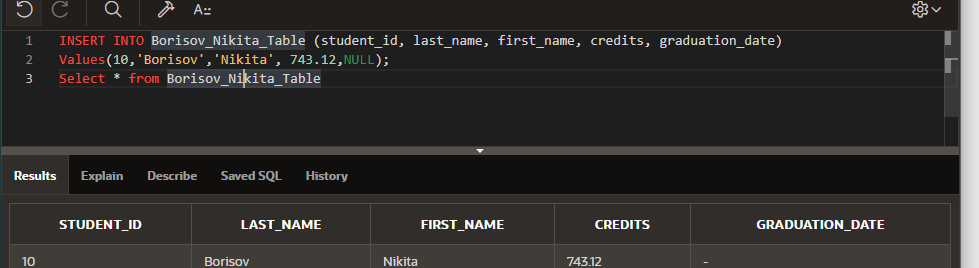 A::
1 INSERT INTO Borisov_Nikita_Table (student_id, last_name, first_name, credits, graduation_date)
2 Values(10,'Borisov','Nikita', 743.12,NULL);
3 Select * from Borisov_Nikita_Table
Results Explain Describe Saved SQL History
STUDENT_ID LAST_NAME FIRST_NAME CREDITS GRADUATION_DATE
10 Borisov Nikita 743.12 -